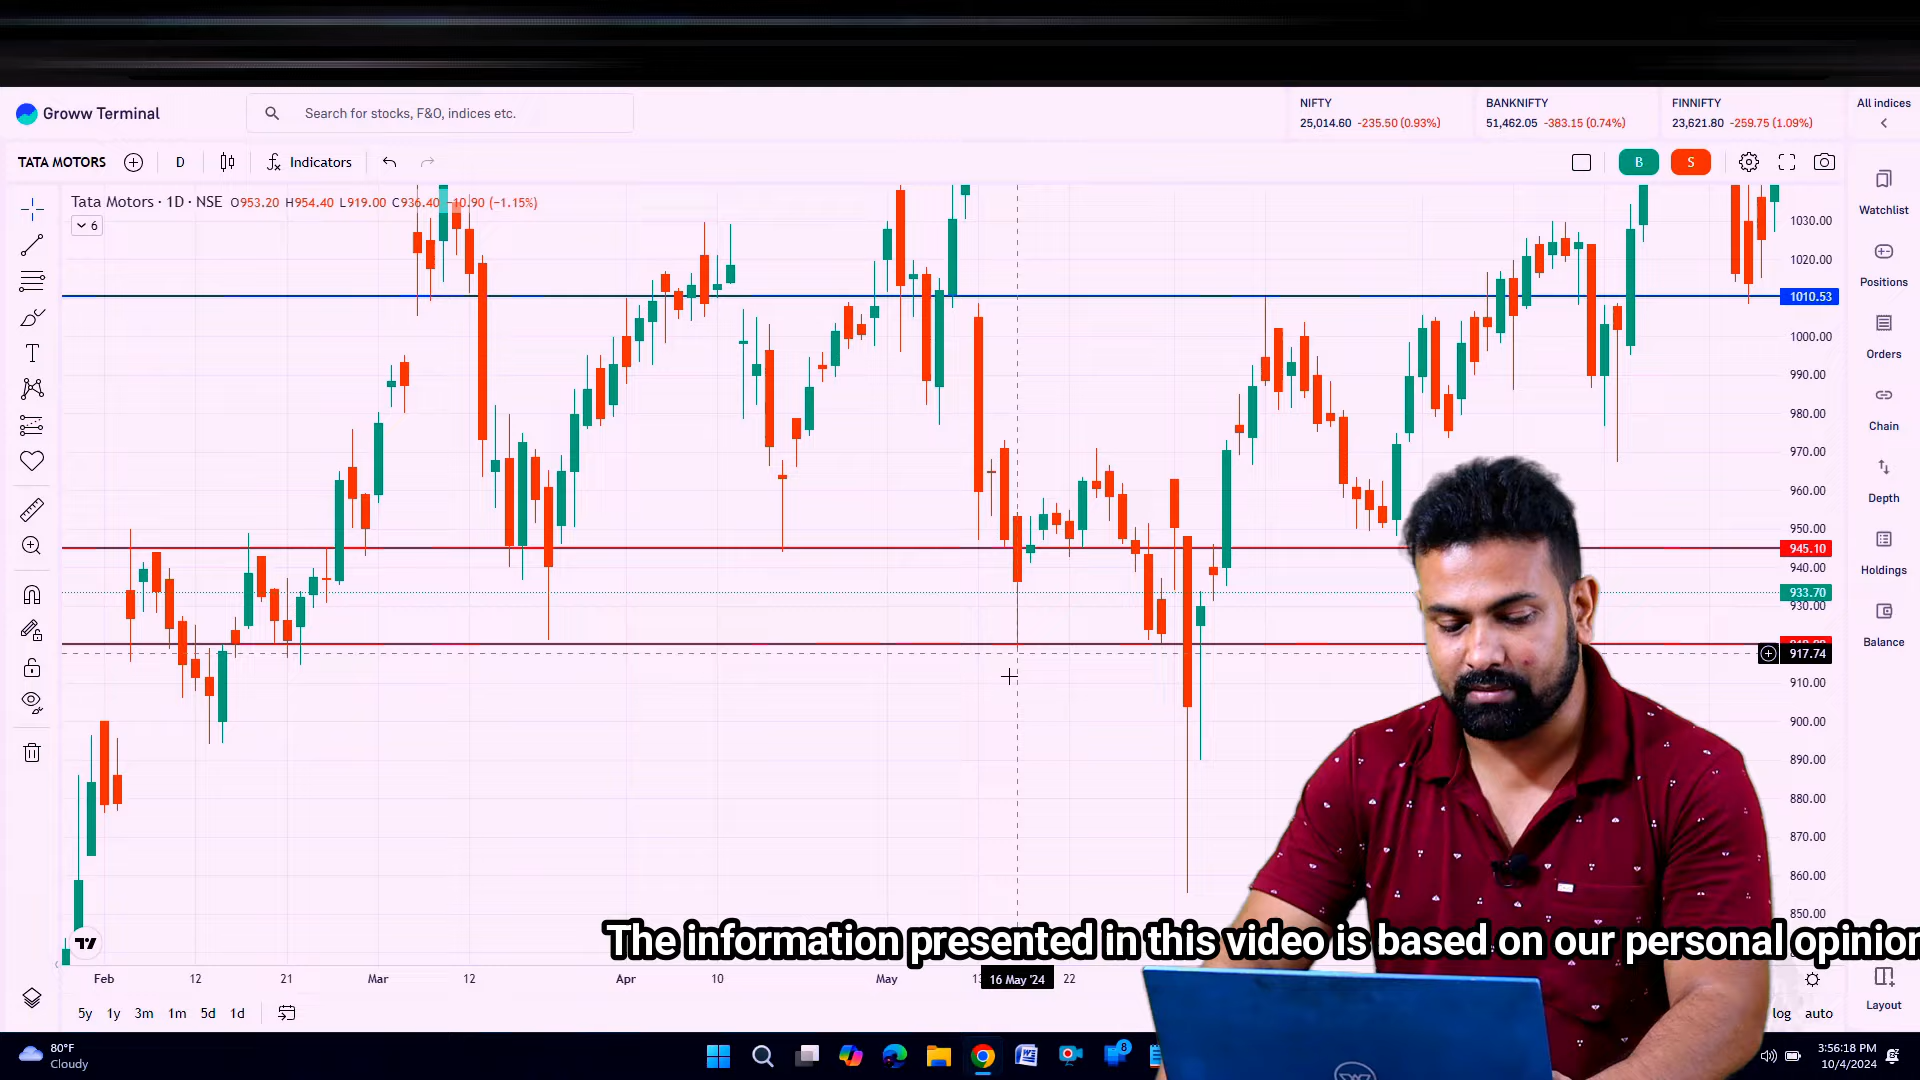 Groww Terminal
Search for stocks, F&O, indices etc.
NIFTY
25,014.60 -235.50 (0.93%)
BANKNIFTY
51,462.05 -383.15 (0.74%)
FINNIFTY
23,621.80 -259.75 (1.09%)
All indices
TATA MOTORS
D
Indicators
B
S
Tata Motors · 1D · NSE O953.20 H954.40 L919.00 C936.40 -10.90 (-1.15%)
6
1030.00
1020.00
1010.53
1000.00
990.00
980.00
970.00
960.00
950.00
945.10
940.00
933.70
930.00
917.74
910.00
900.00
890.00
880.00
870.00
860.00
850.00
Watchlist
Positions
Orders
Chain
Depth
Holdings
Balance
Layout
The information presented in this video is based on our personal opinion
Feb 12 21 Mar 12 Apr 10 May 16 May '24 22
5y 1y 3m 1m 5d 1d
log auto
80°F
Cloudy
8
3:56:18 PM
10/4/2024